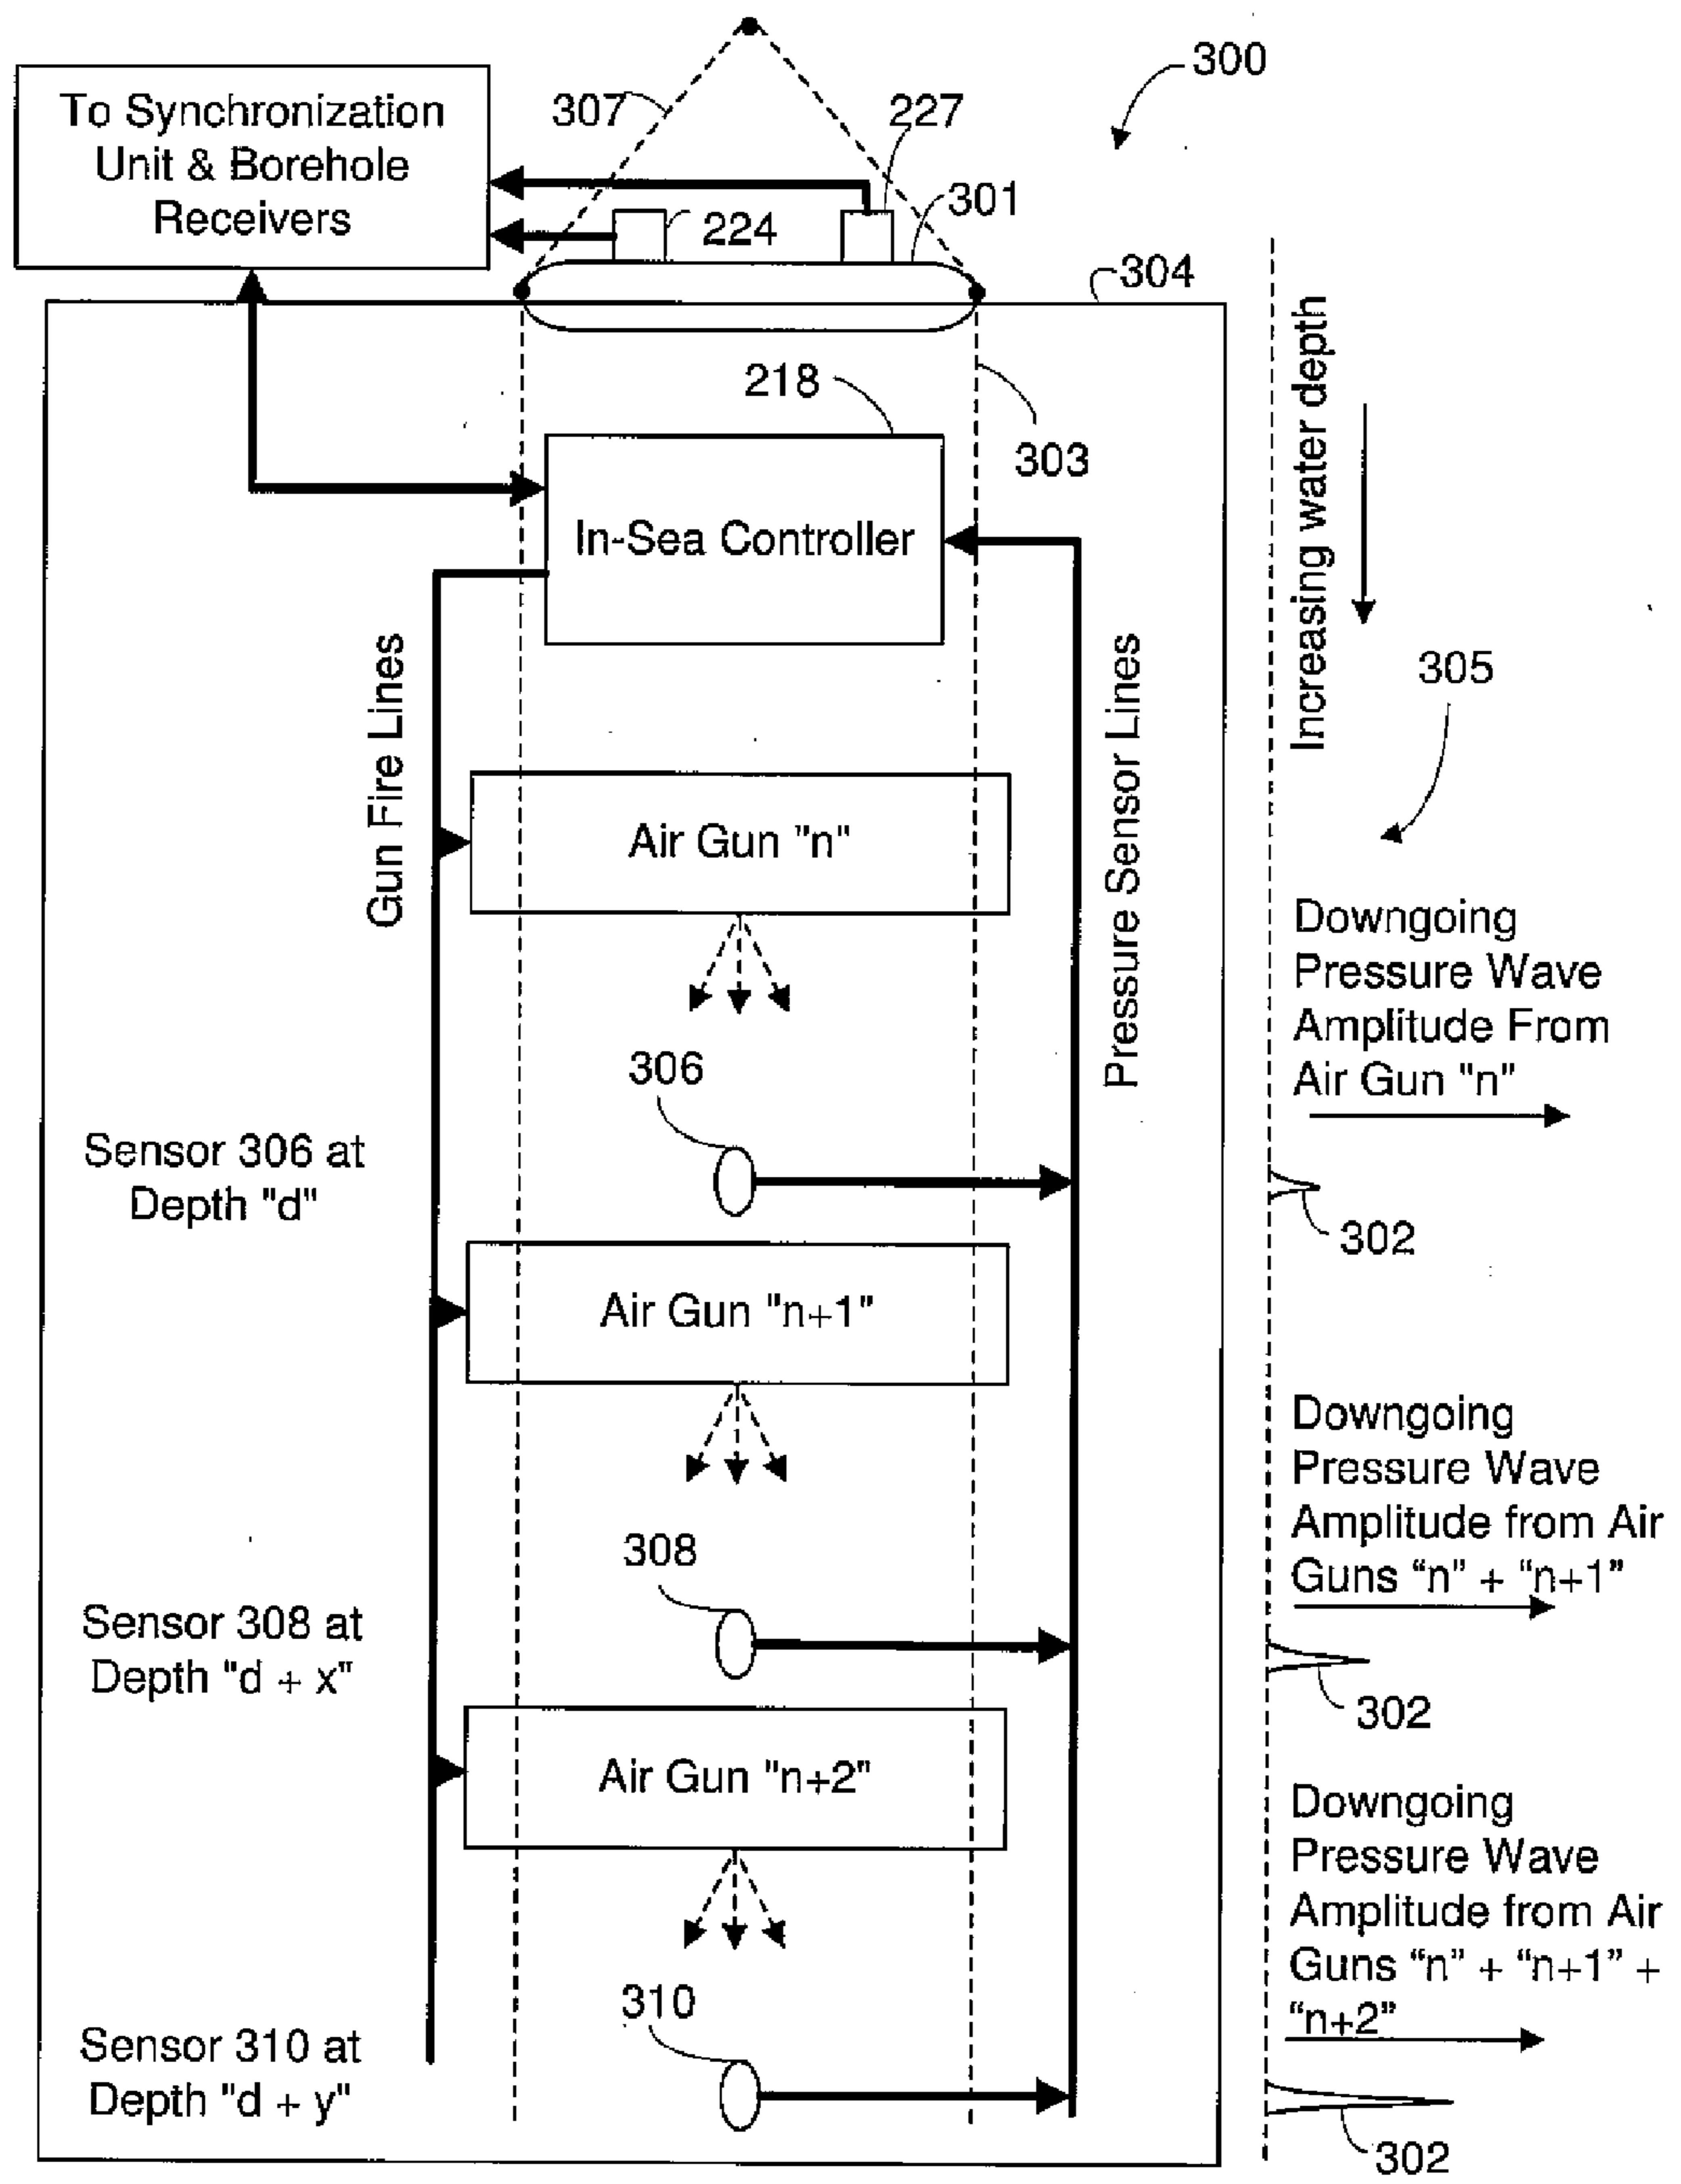 300
To Synchronization
Unit & Borehole
Receivers
307
227
224
301
304
218
303
In-Sea Controller
Increasing water depth
Gun Fire Lines
Pressure Sensor Lines
305
Air Gun "n"
Downgoing
Pressure Wave
Amplitude From
Air Gun "n"
306
Sensor 306 at
Depth "d"
302
Air Gun "n+1"
Downgoing
Pressure Wave
Amplitude from Air
Guns “n” + “n+1”
308
Sensor 308 at
Depth "d + x"
302
Air Gun "n+2"
Downgoing
Pressure Wave
Amplitude from Air
Guns “n” + “n+1” +
“n+2”
310
Sensor 310 at
Depth "d + y"
302